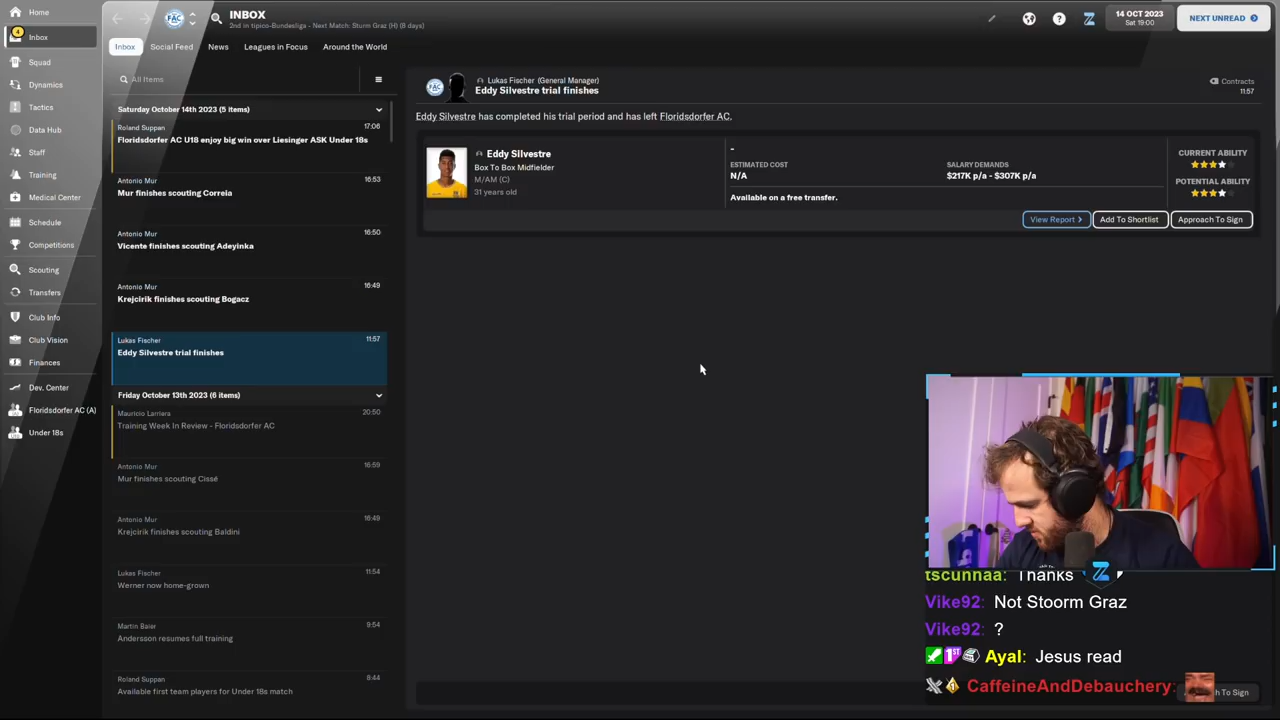 Home
4
Inbox
Squad
Dynamics
Tactics
Data Hub
Staff
Training
Medical Center
Schedule
Competitions
Scouting
Transfers
Club Info
Club Vision
Finances
Dev. Center
Floridsdorfer AC (A)
Under 18s
FAC
INBOX
2nd in tipico-Bundesliga - Next Match: Sturm Graz (H) (8 days)
14 OCT 2023
Sat 19:00
NEXT UNREAD
Inbox
Social Feed
News
Leagues in Focus
Around the World
All Items
Saturday October 14th 2023 (5 items)
Roland Suppan 17:06
Floridsdorfer AC U18 enjoy big win over Liesinger ASK Under 18s
Antonio Mur 16:53
Mur finishes scouting Correia
Antonio Mur 16:50
Vicente finishes scouting Adeyinka
Antonio Mur 16:49
Krejcirik finishes scouting Bogacz
Lukas Fischer 11:57
Eddy Silvestre trial finishes
Friday October 13th 2023 (6 items)
Mauricio Larriera 20:50
Training Week In Review - Floridsdorfer AC
Antonio Mur 16:59
Mur finishes scouting Cissé
Antonio Mur 16:49
Krejcirik finishes scouting Baldini
Lukas Fischer 11:54
Werner now home-grown
Martin Baier 9:54
Andersson resumes full training
Roland Suppan 8:44
Available first team players for Under 18s match
FAC
Lukas Fischer (General Manager)
Eddy Silvestre trial finishes
Contracts
11:57
Eddy Silvestre has completed his trial period and has left Floridsdorfer AC.
Eddy Silvestre
Box To Box Midfielder
M/AM (C)
31 years old
-
ESTIMATED COST
N/A
SALARY DEMANDS
$217K p/a - $307K p/a
Available on a free transfer.
CURRENT ABILITY
POTENTIAL ABILITY
View Report
Add To Shortlist
Approach To Sign
tscunnaa: Thanks
Vike92: Not Stoorm Graz
Vike92: ?
1ST Ayal: Jesus read
CaffeineAndDebauchery:
To Sign